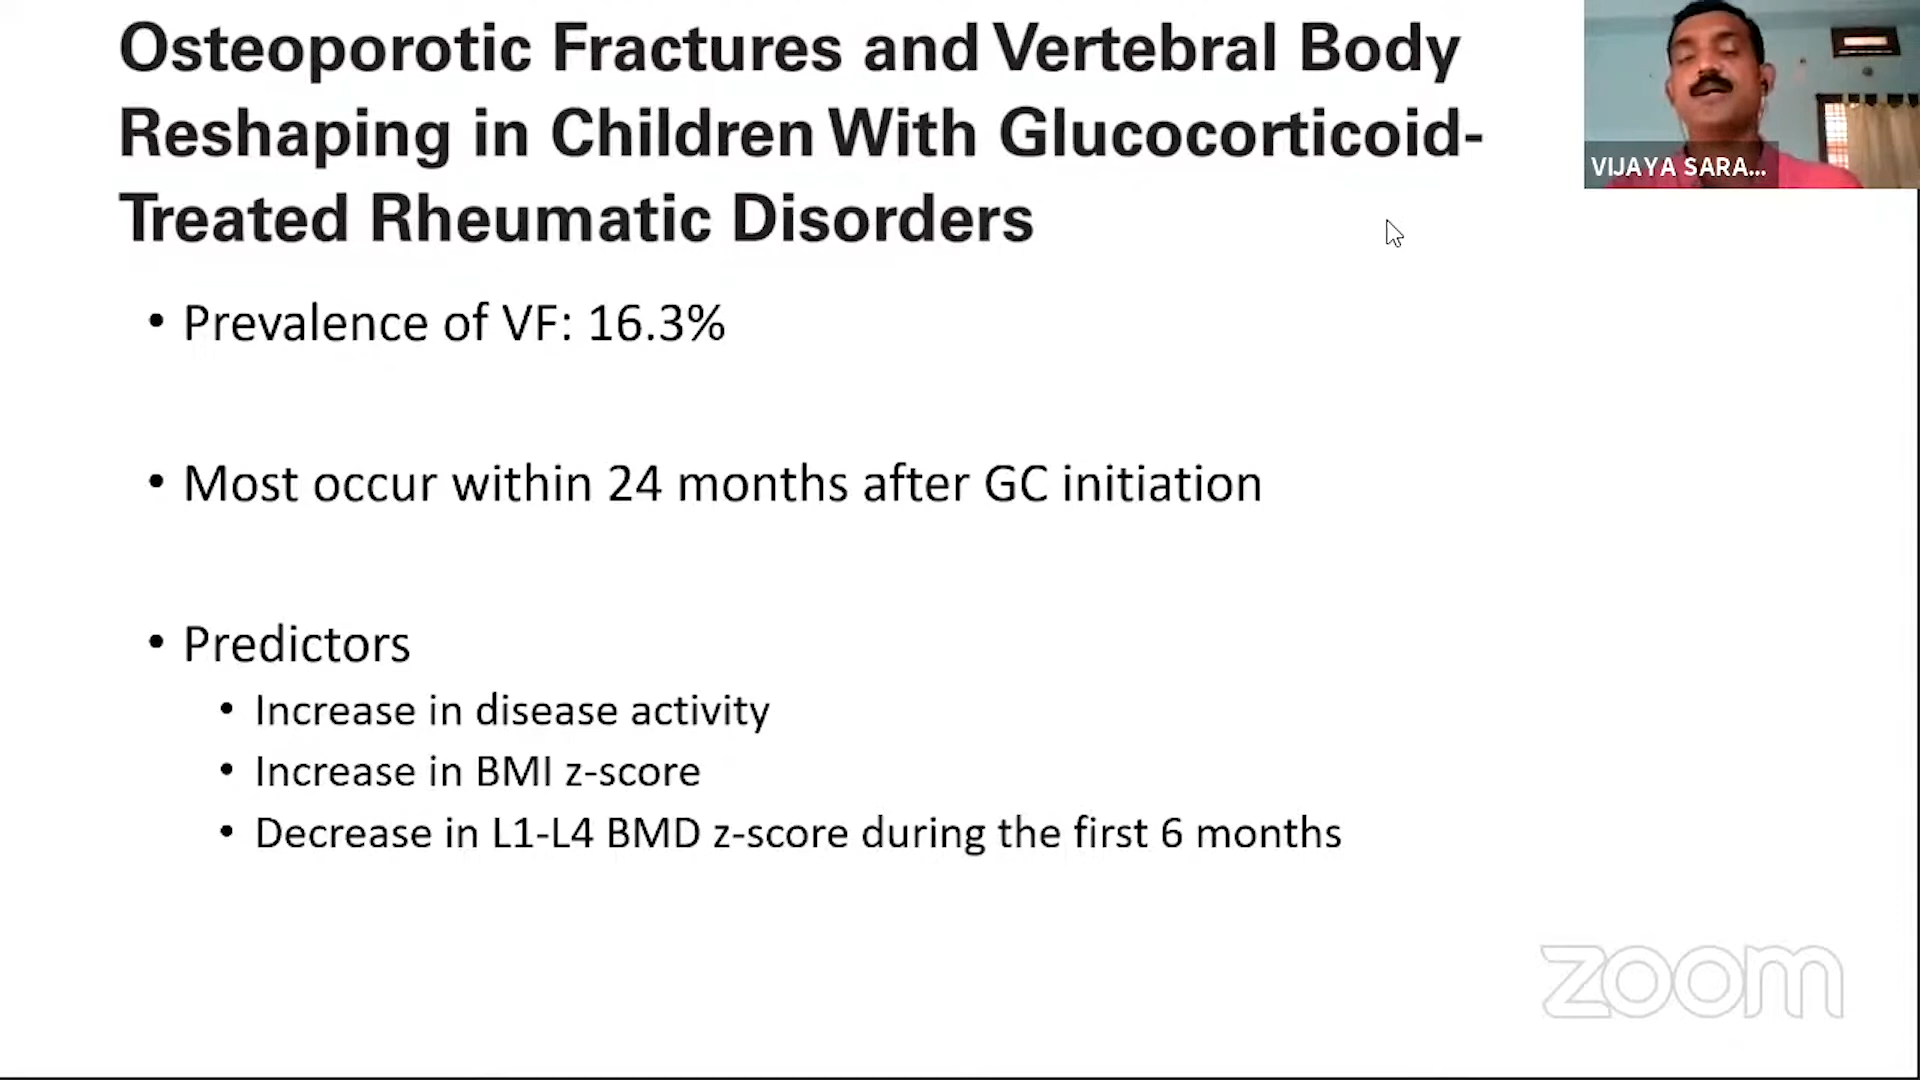 Osteoporotic Fractures and Vertebral Body
Reshaping in Children With Glucocorticoid-
Treated Rheumatic Disorders
VIJAYA SARA...
• Prevalence of VF: 16.3%
• Most occur within 24 months after GC initiation
• Predictors
• Increase in disease activity
• Increase in BMI z-score
• Decrease in L1-L4 BMD z-score during the first 6 months
zoom